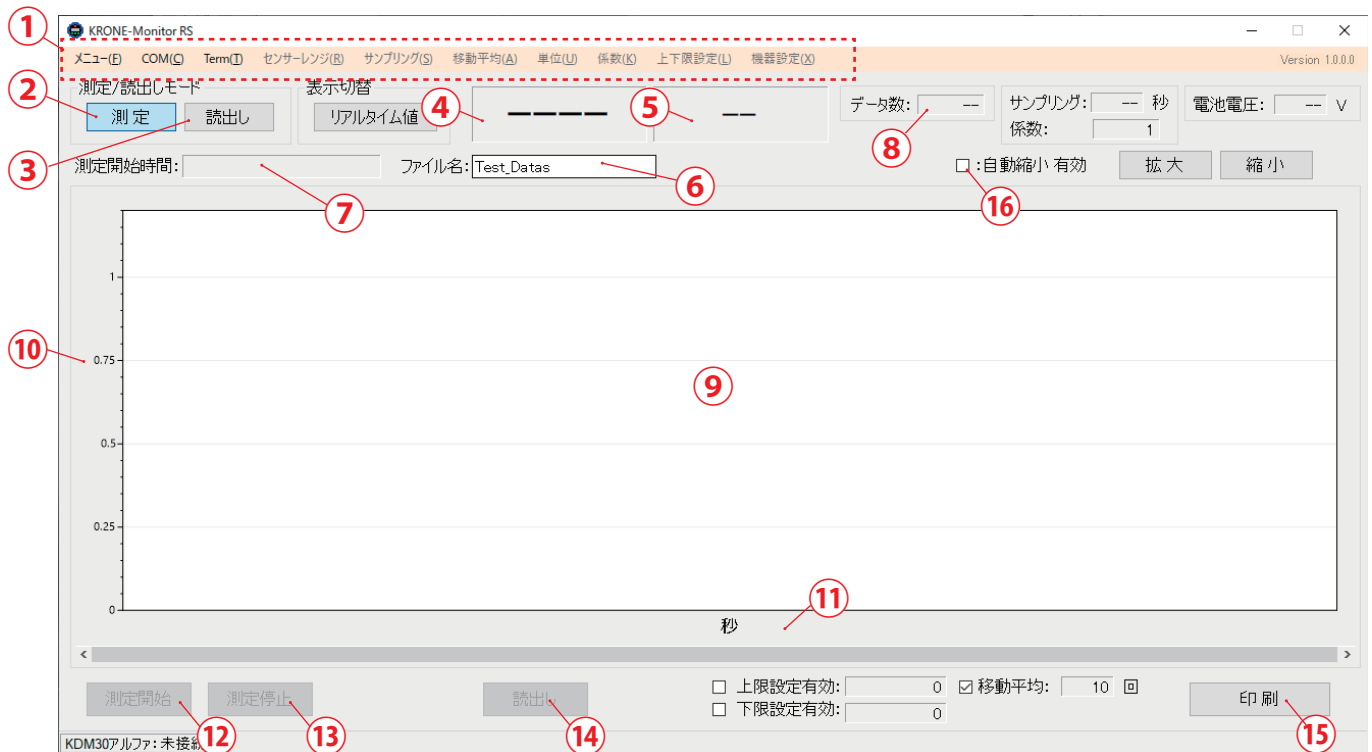 ① KRONE-Monitor RS
メニュー(F) COM(C) Term(T) センサーレンジ(R) サンプリング(S) 移動平均(A) 単位(U) 係数(K) 上下限設定(L) 機器設定(X) Version 1.0.0.0
② 測定/読出しモード 表示切替 ④ ---- ⑤ -- データ数: -- サンプリング: -- 秒 電池電圧: -- V
測定 読出し リアルタイム値 ⑧ 係数: 1
③ 測定開始時間: ファイル名: Test_Datas ⑥ □:自動縮小 有効 拡大 縮小
⑦ ⑯
1
⑩ 0.75
⑨
0.5
0.25
0
⑪
秒
< >
測定開始 測定停止 読出し □ 上限設定有効: 0 ☑移動平均: 10 回 印刷
□ 下限設定有効: 0
⑫ ⑬ ⑭ ⑮
KDM30アルファ: 未接